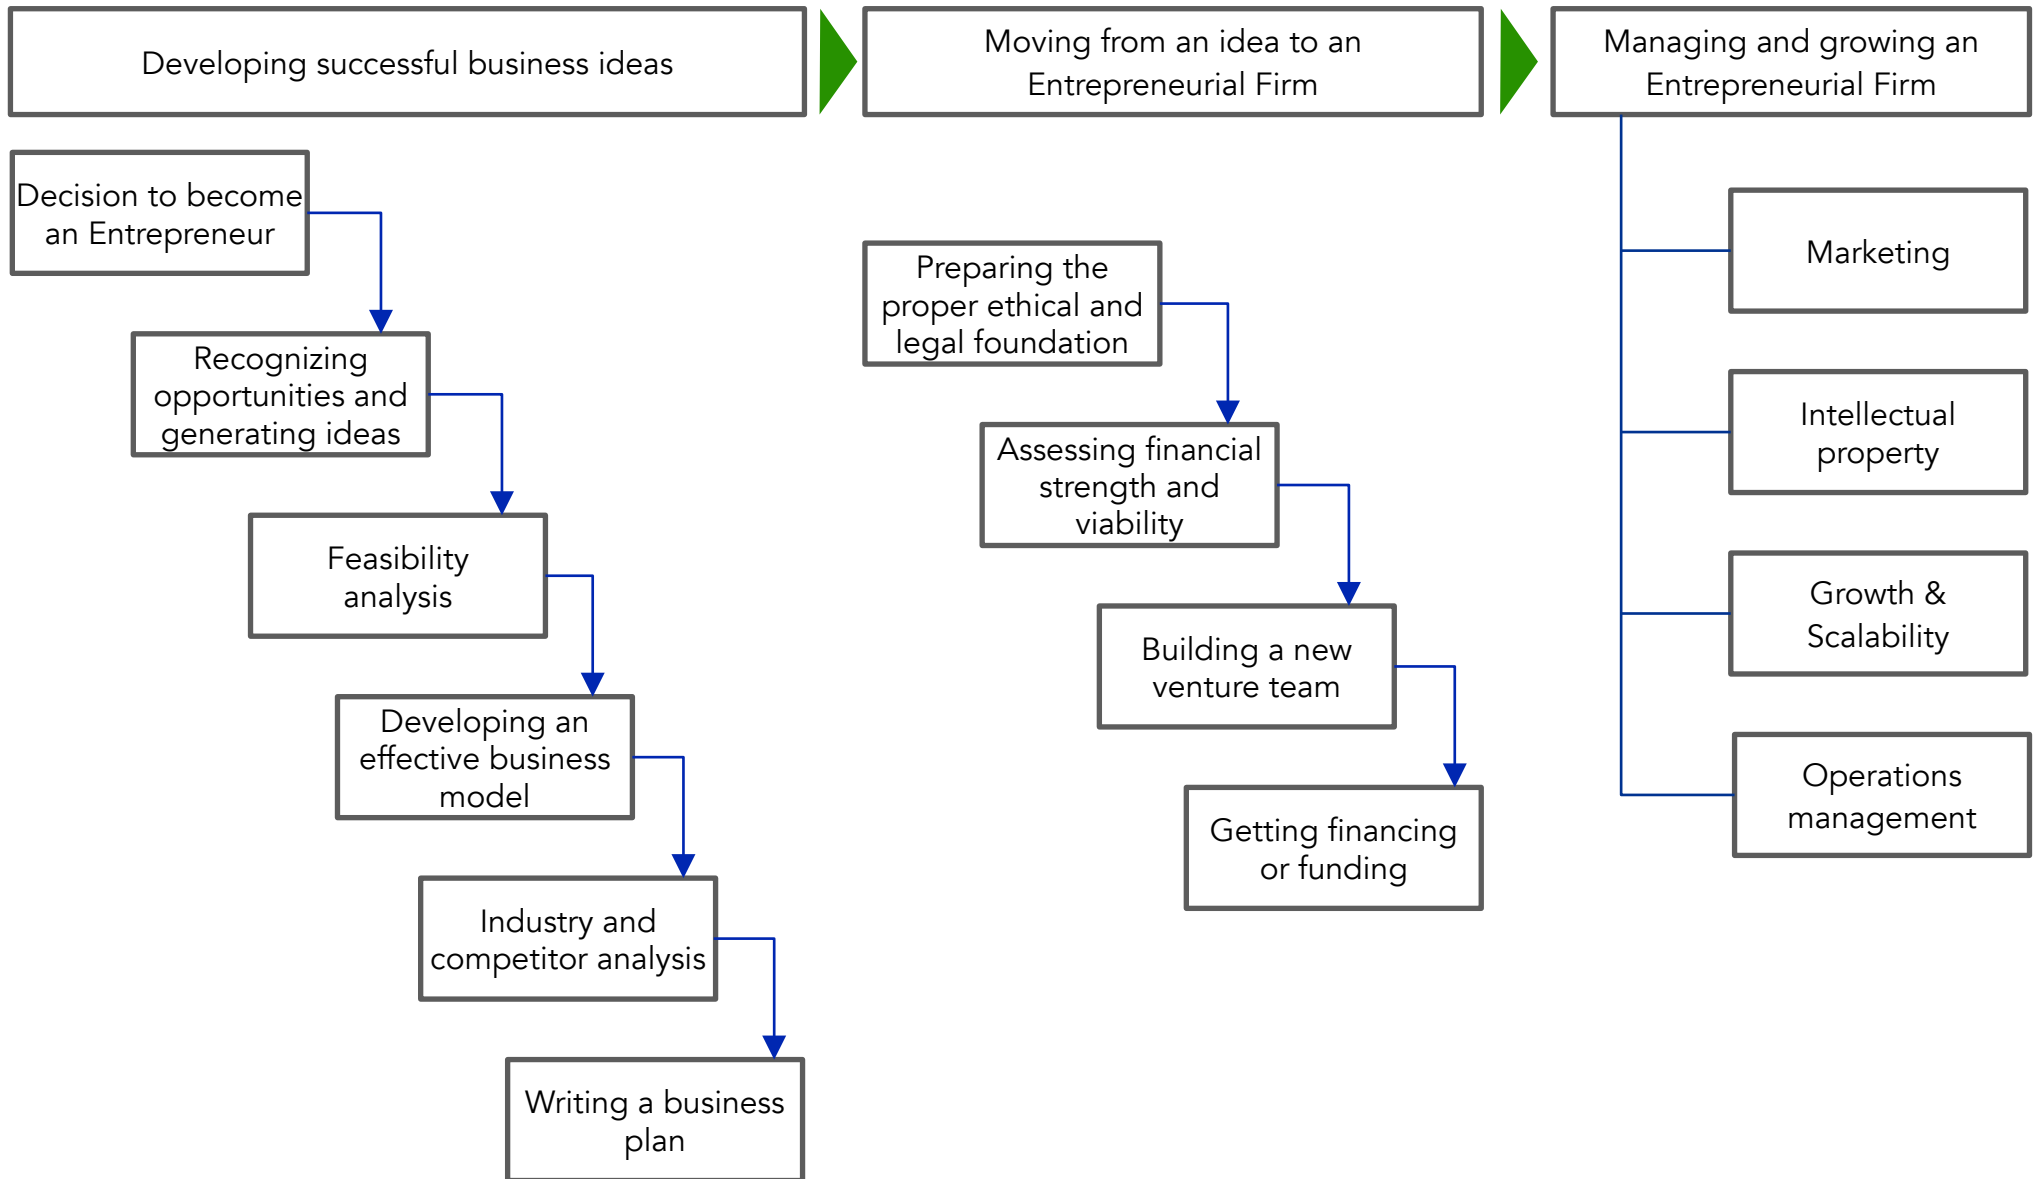 Developing successful business ideas
Moving from an idea to an
Entrepreneurial Firm
Managing and growing an
Entrepreneurial Firm
Decision to become
an Entrepreneur
Recognizing
opportunities and
generating ideas
Feasibility
analysis
Developing an
effective business
model
Industry and
competitor analysis
Writing a business
plan
Preparing the
proper ethical and
legal foundation
Assessing financial
strength and
viability
Building a new
venture team
Getting financing
or funding
Marketing
Intellectual
property
Growth &
Scalability
Operations
management